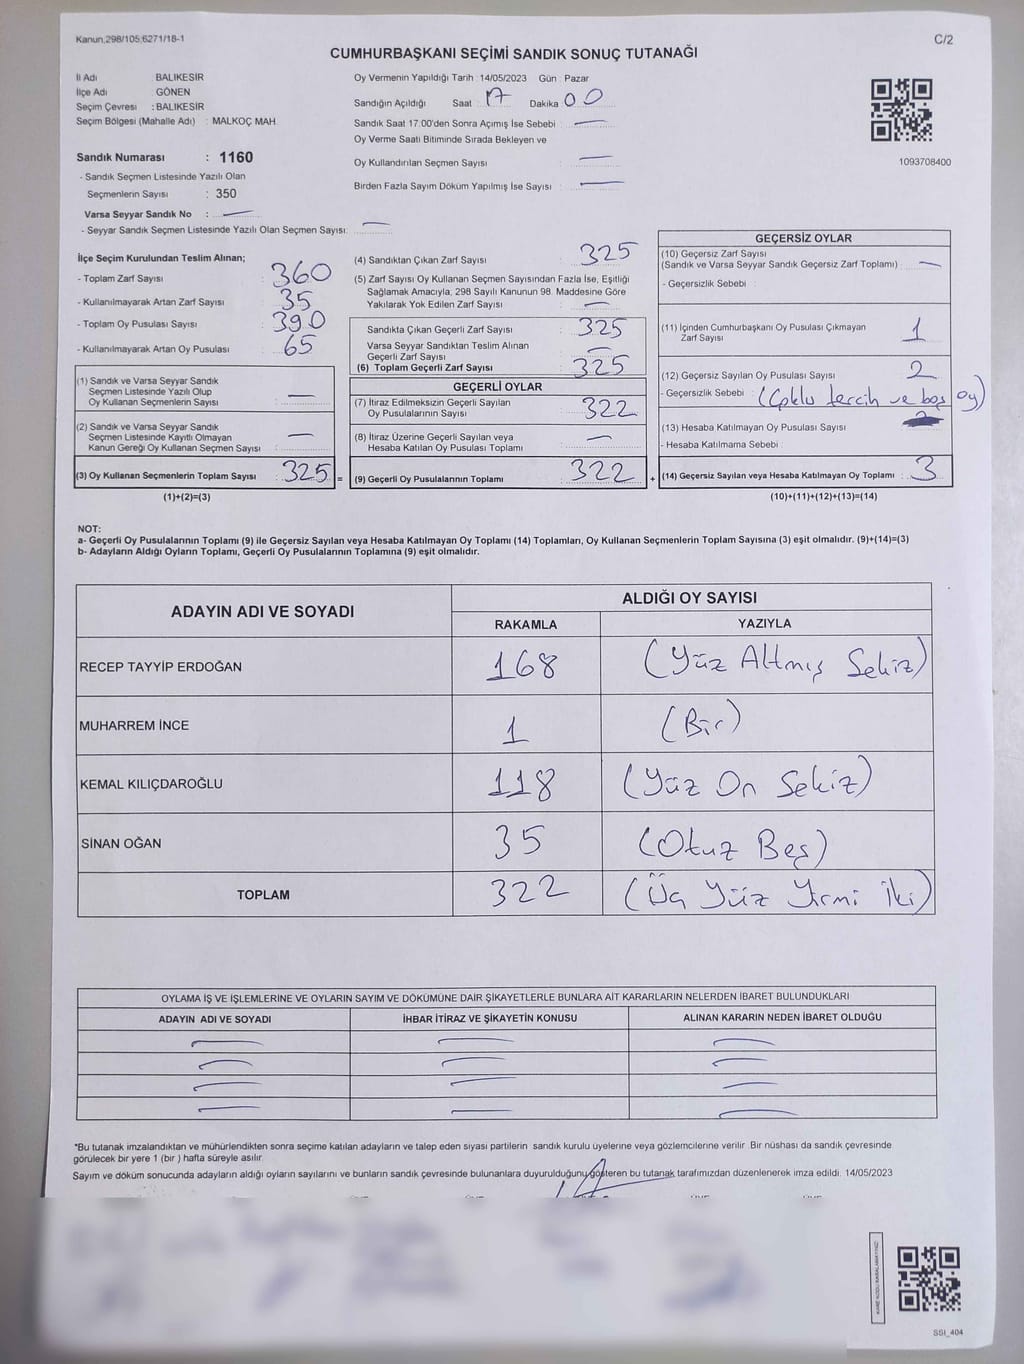 Kanun,298/105,6271/18-1
C/2
CUMHURBAŞKANI SEÇİMİ SANDIK SONUÇ TUTANAĞI
İl Adı BALIKESİR
İlçe Adı GÖNEN
Seçim Çevresi : BALIKESİR
Seçim Bölgesi (Mahalle Adı) : MALKOÇ MAH.
Sandık Numarası : 1160
- Sandık Seçmen Listesinde Yazılı Olan
Seçmenlerin Sayısı : 350
Varsa Seyyar Sandık No : —
- Seyyar Sandık Seçmen Listesinde Yazılı Olan Seçmen Sayısı: —
Oy Vermenin Yapıldığı Tarih : 14/05/2023 Gün : Pazar
Sandığın Açıldığı Saat : 17 Dakika : 00
Sandık Saat 17:00'den Sonra Açımış İse Sebebi : —
Oy Verme Saati Bitiminde Sırada Bekleyen ve
Oy Kullandırılan Seçmen Sayısı : —
Birden Fazla Sayım Döküm Yapılmış İse Sayısı : —
1093708400
İlçe Seçim Kurulundan Teslim Alınan;
- Toplam Zarf Sayısı : 360
- Kullanılmayarak Artan Zarf Sayısı : 35
- Toplam Oy Pusulası Sayısı : 390
- Kullanılmayarak Artan Oy Pusulası : 65
(1) Sandık ve Varsa Seyyar Sandık
Seçmen Listesinde Yazılı Olup
Oy Kullanan Seçmenlerin Sayısı : —
(2) Sandık ve Varsa Seyyar Sandık
Seçmen Listesinde Kayıtlı Olmayan
Kanun Gereği Oy Kullanan Seçmen Sayısı : —
(3) Oy Kullanan Seçmenlerin Toplam Sayısı : 325 =
(1)+(2)=(3)
(4) Sandıktan Çıkan Zarf Sayısı : 325
(5) Zarf Sayısı Oy Kullanan Seçmen Sayısından Fazla İse, Eşitliği
Sağlamak Amacıyla, 298 Sayılı Kanunun 98. Maddesine Göre
Yakılarak Yok Edilen Zarf Sayısı : —
Sandıkta Çıkan Geçerli Zarf Sayısı : 325
Varsa Seyyar Sandıktan Teslim Alınan
Geçerli Zarf Sayısı : —
(6) Toplam Geçerli Zarf Sayısı : 325
GEÇERLİ OYLAR
(7) İtiraz Edilmeksizin Geçerli Sayılan
Oy Pusulalarının Sayısı : 322
(8) İtiraz Üzerine Geçerli Sayılan veya
Hesaba Katılan Oy Pusulası Toplamı : —
(9) Geçerli Oy Pusulalarının Toplamı : 322 +
GEÇERSİZ OYLAR
(10) Geçersiz Zarf Sayısı
(Sandık ve Varsa Seyyar Sandık Geçersiz Zarf Toplamı) : —
- Geçersizlik Sebebi :
(11) İçinden Cumhurbaşkanı Oy Pusulası Çıkmayan
Zarf Sayısı : 1
(12) Geçersiz Sayılan Oy Pusulası Sayısı : 2
- Geçersizlik Sebebi : (Çoklu tercih ve boş oy)
(13) Hesaba Katılmayan Oy Pusulası Sayısı :
- Hesaba Katılmama Sebebi :
(14) Geçersiz Sayılan veya Hesaba Katılmayan Oy Toplamı : 3
(10)+(11)+(12)+(13)=(14)
NOT:
a- Geçerli Oy Pusulalarının Toplamı (9) ile Geçersiz Sayılan veya Hesaba Katılmayan Oy Toplamı (14) Toplamları, Oy Kullanan Seçmenlerin Toplam Sayısına (3) eşit olmalıdır. (9)+(14)=(3)
b- Adayların Aldığı Oyların Toplamı, Geçerli Oy Pusulalarının Toplamına (9) eşit olmalıdır.
ADAYIN ADI VE SOYADI ALDIĞI OY SAYISI
RAKAMLA YAZIYLA
RECEP TAYYİP ERDOĞAN 168 (Yüz Altmış Sekiz)
MUHARREM İNCE 1 (Bir)
KEMAL KILIÇDAROĞLU 118 (Yüz On Sekiz)
SİNAN OĞAN 35 (Otuz Beş)
TOPLAM 322 (Üç Yüz Yirmi İki)
OYLAMA İŞ VE İŞLEMLERİNE VE OYLARIN SAYIM VE DÖKÜMÜNE DAİR ŞİKAYETLERLE BUNLARA AİT KARARLARIN NELERDEN İBARET BULUNDUKLARI
ADAYIN ADI VE SOYADI İHBAR İTİRAZ VE ŞİKAYETİN KONUSU ALINAN KARARIN NEDEN İBARET OLDUĞU
— — —
— — —
— — —
— — —
*Bu tutanak imzalandıktan ve mühürlendikten sonra seçime katılan adayların ve talep eden siyasi partilerin sandık kurulu üyelerine veya gözlemcilerine verilir. Bir nüshası da sandık çevresinde
görülecek bir yere 1 (bir ) hafta süreyle asılır.
Sayım ve döküm sonucunda adayların aldığı oyların sayılarını ve bunların sandık çevresinde bulunanlara duyurulduğunu gösteren bu tutanak tarafımızdan düzenlenerek imza edildi. 14/05/2023
KARE KODU KARALAMAYINIZ!
SSI_404